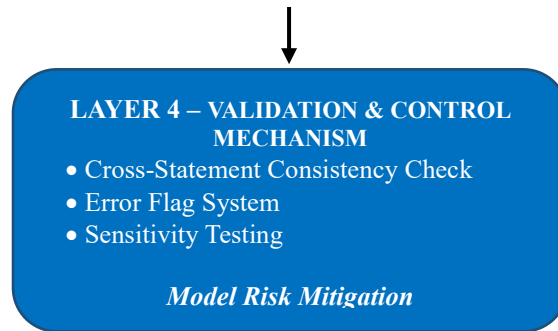 LAYER 4 – VALIDATION & CONTROL
MECHANISM
• Cross-Statement Consistency Check
• Error Flag System
• Sensitivity Testing
Model Risk Mitigation